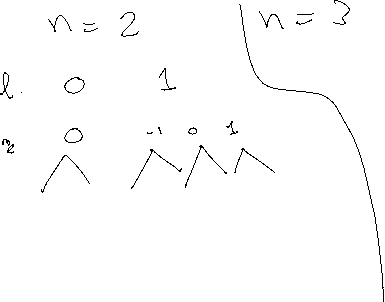 n = 2 n = 3
l. 0 1
0 -1 0 1